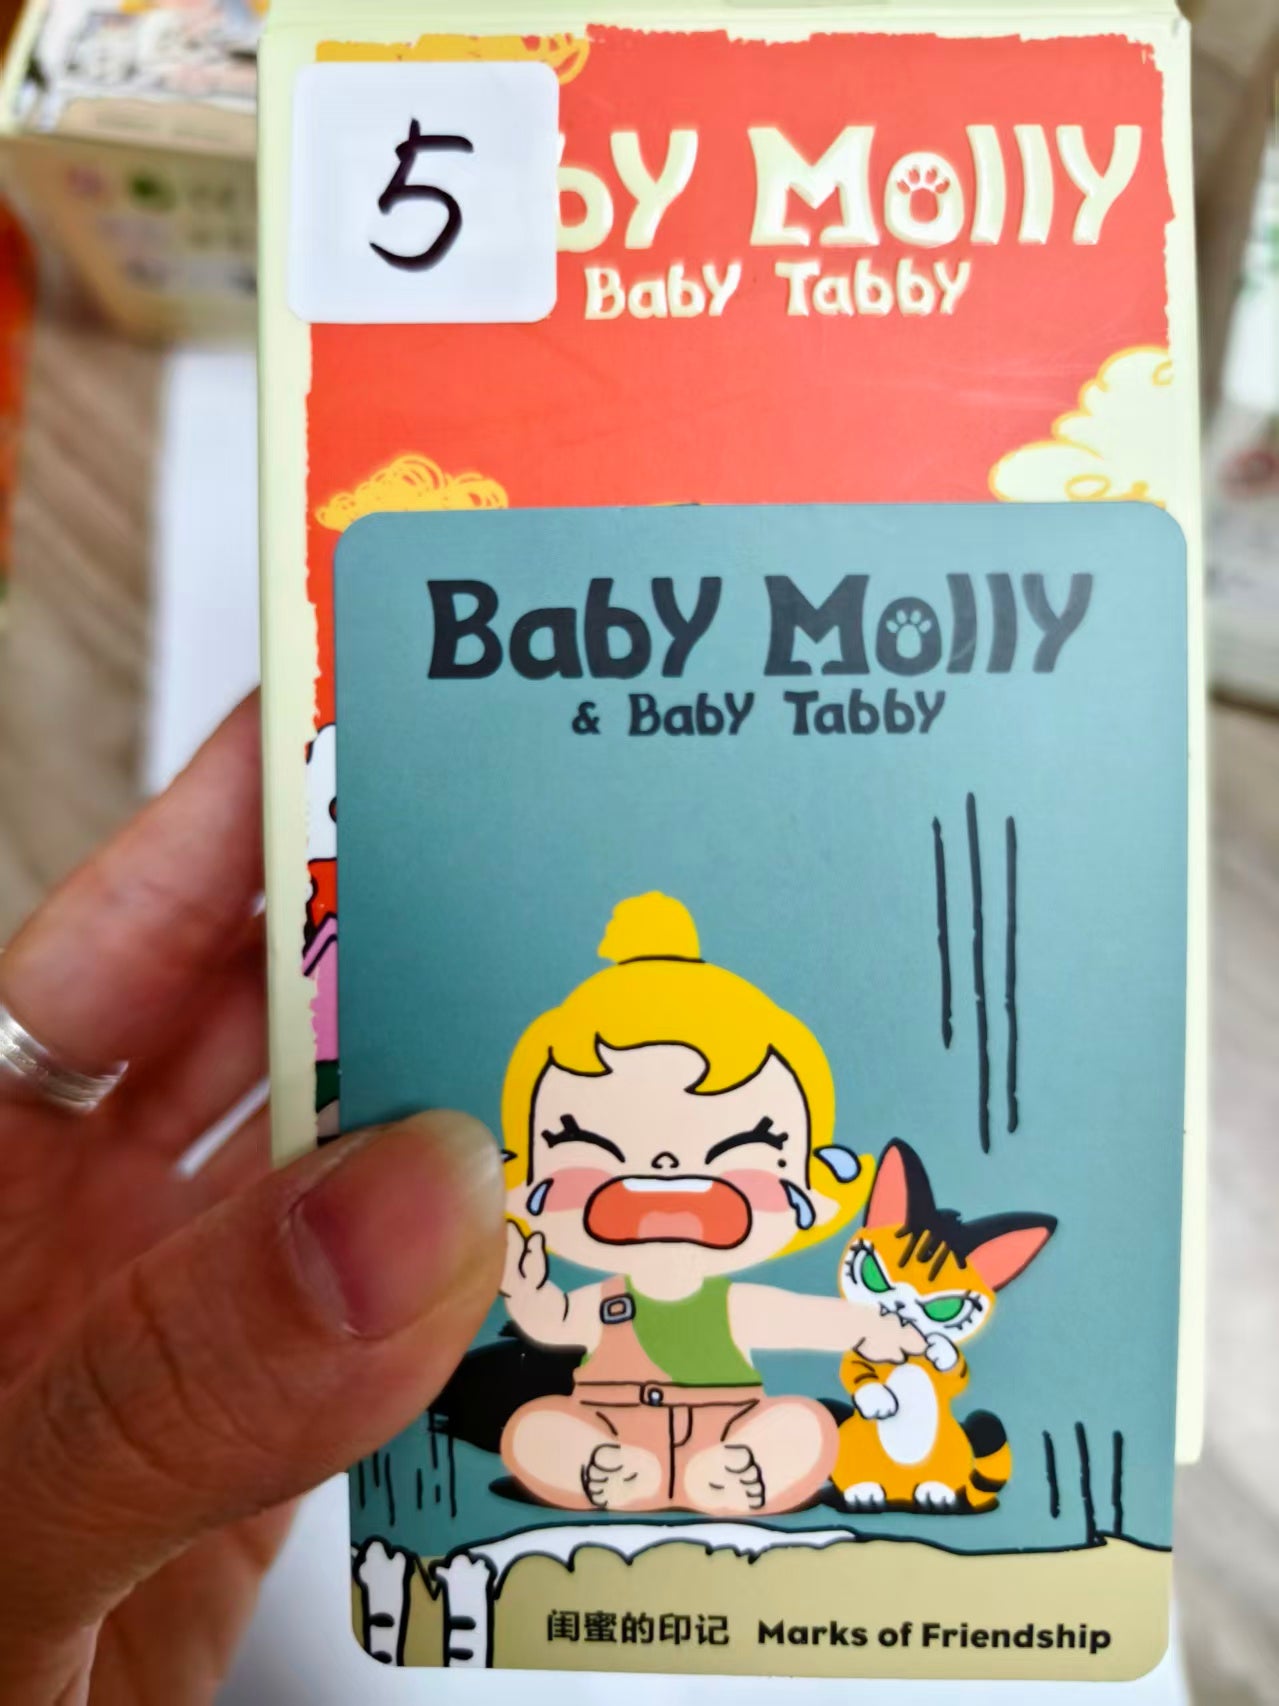 5
by Molly
Baby Tabby
Baby Molly
& Baby Tabby
闺蜜的印记 Marks of Friendship